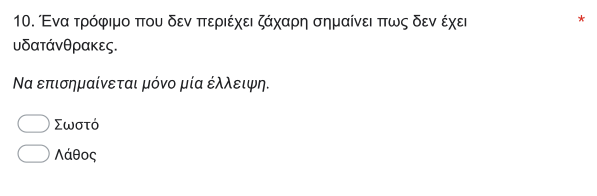 10. Ένα τρόφιμο που δεν περιέχει ζάχαρη σημαίνει πως δεν έχει *
υδατάνθρακες.
Να επισημαίνεται μόνο μία έλλειψη.
Σωστό
Λάθος